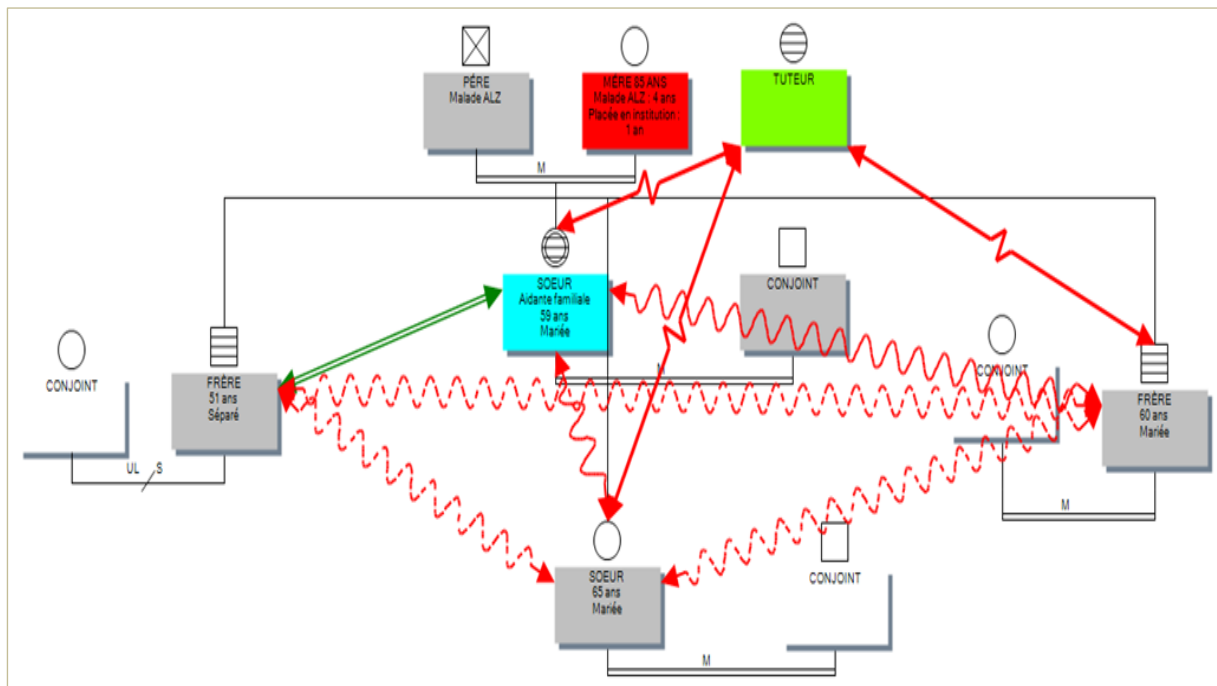 PÉRE
Malade ALZ
MÈRE 85 ANS
Malade ALZ : 4 ans
Placée en institution :
1 an
TUTEUR
M
SOEUR
Aidante familiale
59 ans
Mariée
CONJOINT
M
CONJOINT
FRÈRE
51 ans
Séparé
UL
S
CONJOINT
FRÈRE
60 ans
Mariée
M
SOEUR
65 ans
Mariée
CONJOINT
M